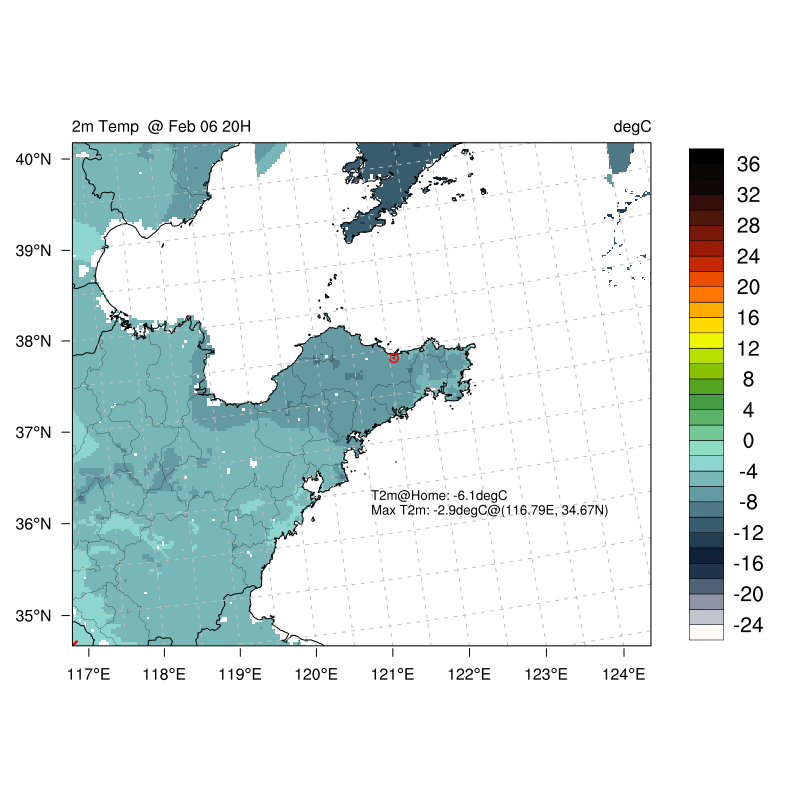 2m Temp @ Feb 06 20H
degC
40°N
39°N
38°N
37°N
36°N
35°N
117°E
118°E
119°E
120°E
121°E
122°E
123°E
124°E
T2m@Home: -6.1degC
Max T2m: -2.9degC@(116.79E, 34.67N)
36
32
28
24
20
16
12
8
4
0
-4
-8
-12
-16
-20
-24